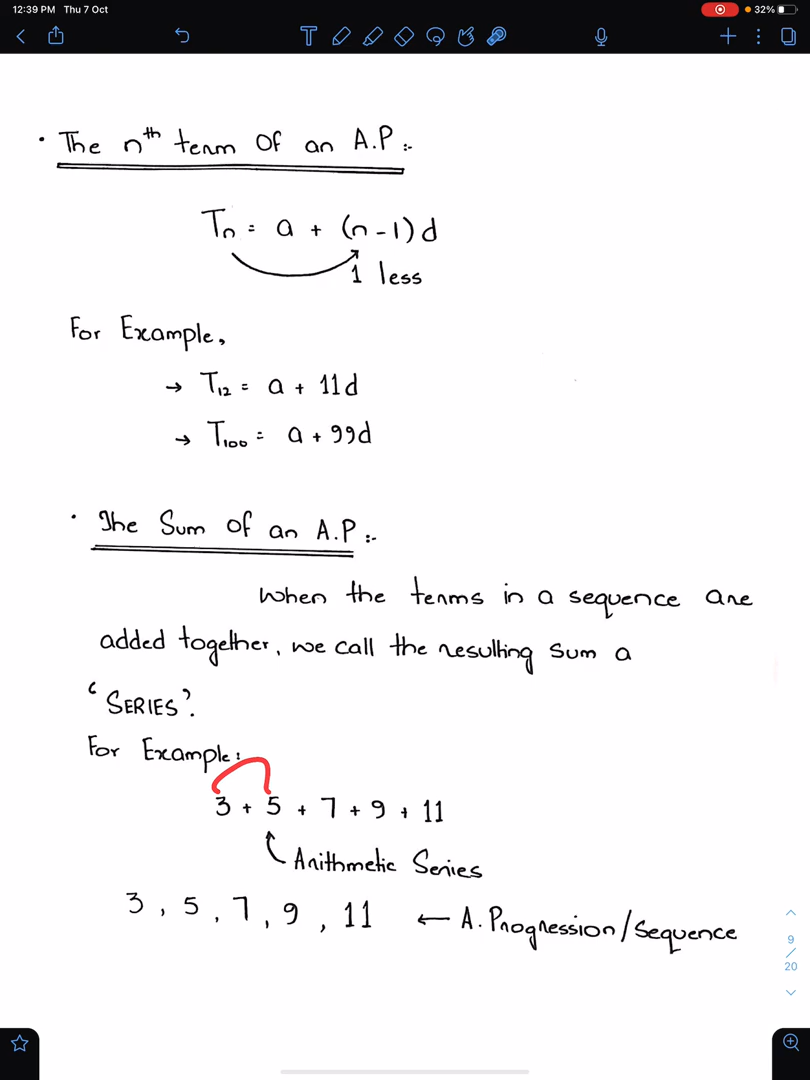 12:39 PM Thu 7 Oct
32%
T
• The nth term of an A.P :-
Tn = a + (n - 1) d
1 less
For Example,
→ T12 = a + 11d
→ T100 = a + 99d
• The Sum of an A.P :-
When the terms in a sequence are
added together, we call the resulting sum a
'SERIES'.
For Example:
3 + 5 + 7 + 9 + 11
Arithmetic Series
3 , 5 , 7 , 9 , 11 ← A. Progression/Sequence
9
/
20